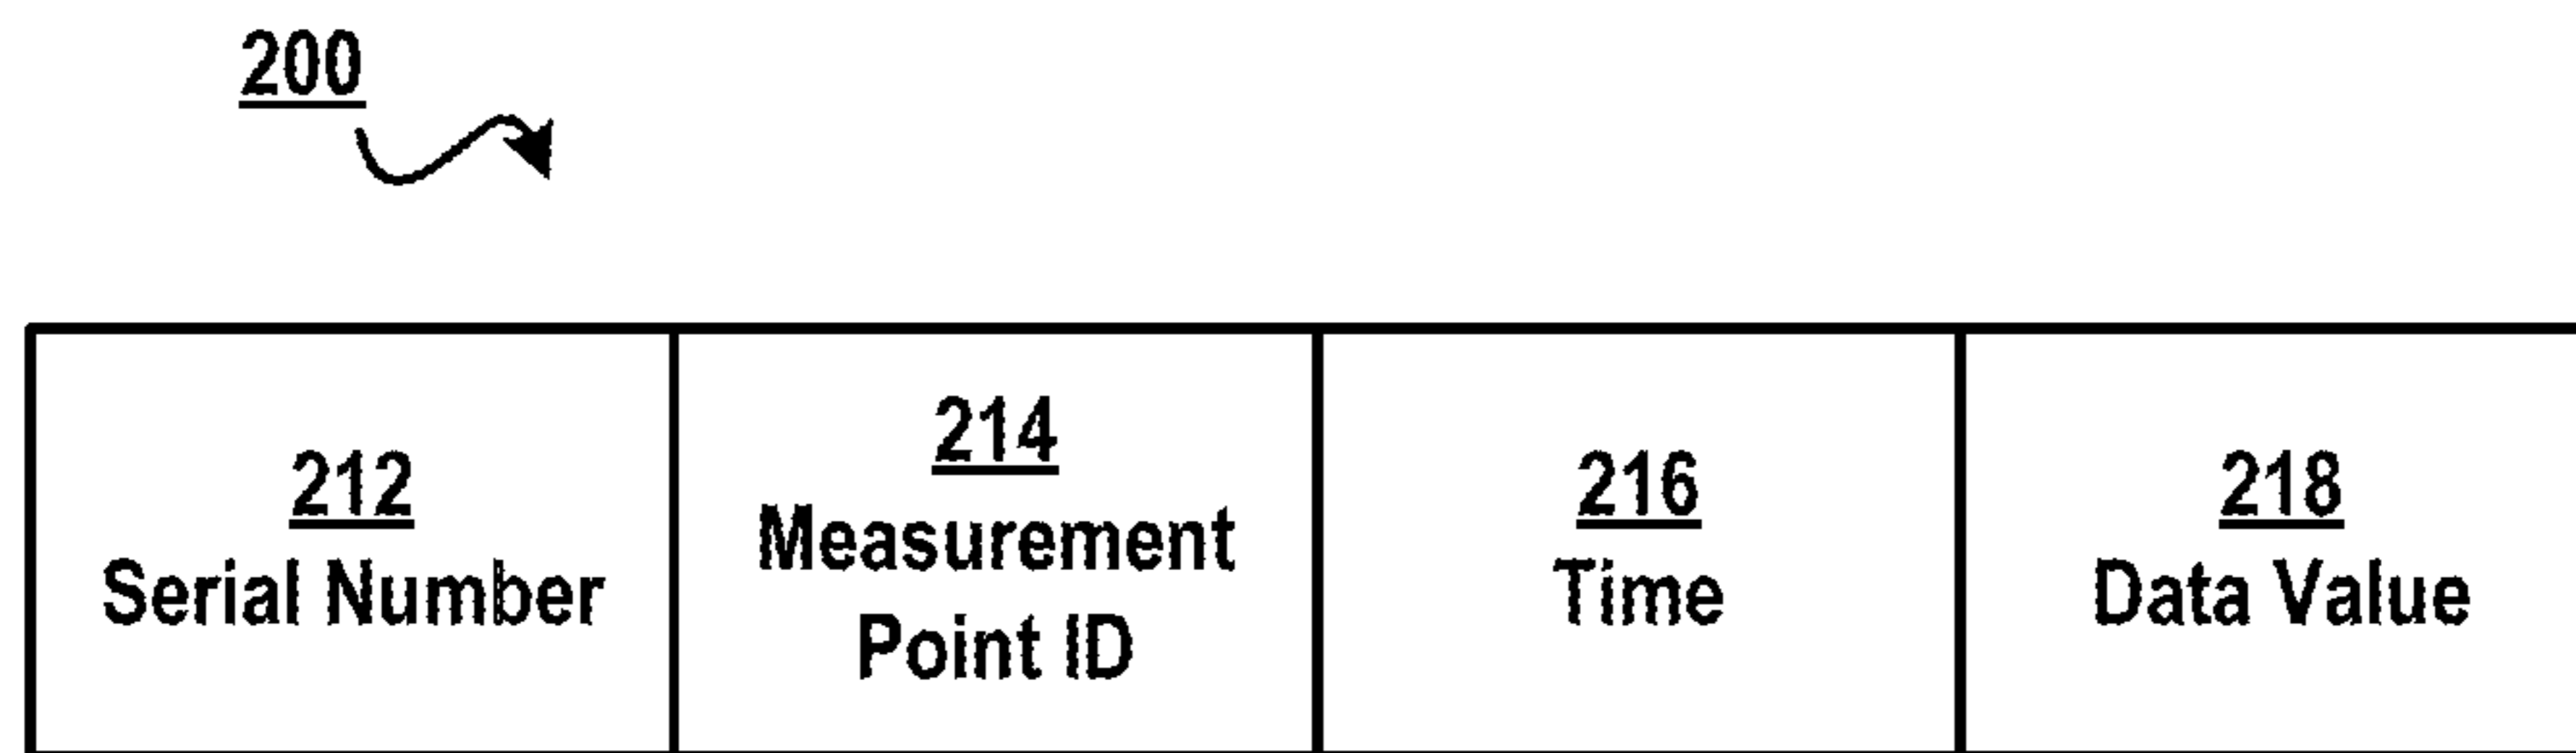 200
212
Serial Number
214
Measurement
Point ID
216
Time
218
Data Value